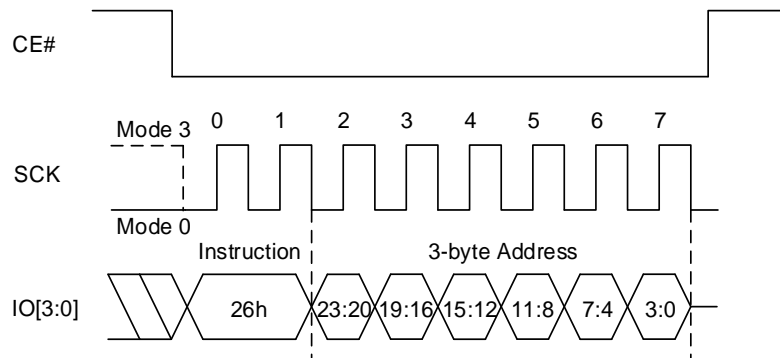 CE#
Mode 3 0 1 2 3 4 5 6 7
SCK
Mode 0
Instruction 3-byte Address
IO[3:0] 26h 23:20 19:16 15:12 11:8 7:4 3:0